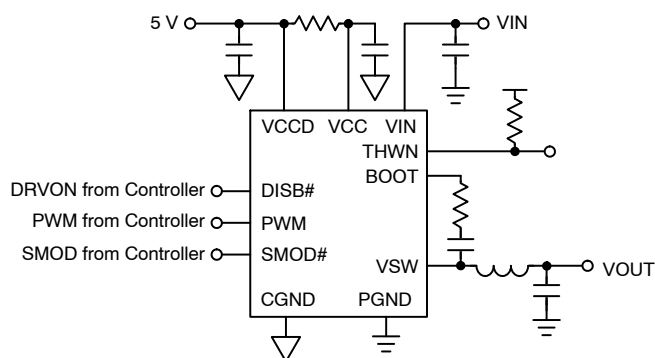 5 V
VIN
VCCD
VCC
VIN
THWN
BOOT
DRVON from Controller
DISB#
PWM from Controller
PWM
SMOD from Controller
SMOD#
VSW
VOUT
CGND
PGND